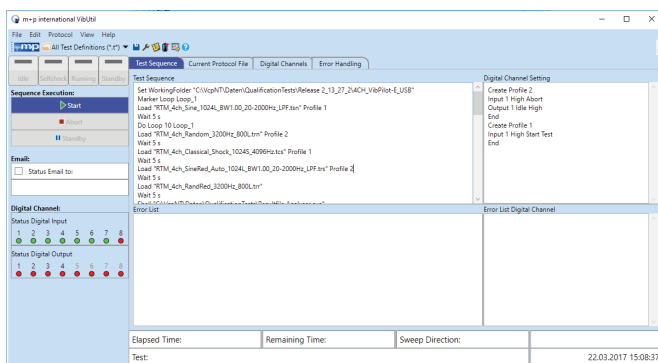 m+p international VibUtil
File Edit Protocol View Help
mp All Test Definitions (*.t*)
Test Sequence Current Protocol File Digital Channels Error Handling
Idle Selfcheck Running Standby
Sequence Execution:
Start
Abort
Standby
Email:
Status Email to:
Digital Channel:
Status Digital Input
1 2 3 4 5 6 7 8
Status Digital Output
1 2 3 4 5 6 7 8
Test Sequence
Set WorkingFolder "C:\VcpNT\Daten\QualificationTests\Release 2_13_27_2\4CH_VibPilot-E_USB"
Marker Loop Loop_1
Load "RTM_4ch_Sine_1024L_BW1.00_20-2000Hz_LPF.tsn" Profile 1
Wait 5 s
Do Loop 10 Loop_1
Load "RTM_4ch_Random_3200Hz_800L.trn" Profile 2
Wait 5 s
Load "RTM_4ch_Classical_Shock_1024S_4096Hz.tcs" Profile 1
Wait 5 s
Load "RTM_4ch_SineRed_Auto_1024L_BW1.00_20-2000Hz_LPF.trs" Profile 2
Wait 5 s
Load "RTM_4ch_RandRed_3200Hz_800L.trr"
Wait 5 s
Digital Channel Setting
Create Profile 2
Input 1 High Abort
Output 1 Idle High
End
Create Profile 1
Input 1 High Start Test
End
Error List
Error List Digital Channel
Elapsed Time: Remaining Time: Sweep Direction:
Test: 22.03.2017 15:08:37